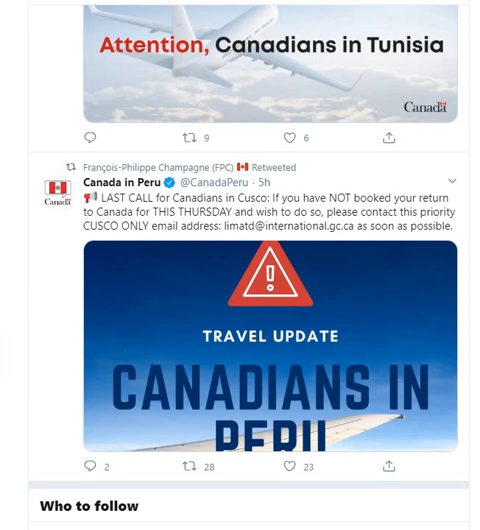 Attention, Canadians in Tunisia
Canada
9
6
François-Philippe Champagne (FPC) Retweeted
Canada in Peru @CanadaPeru · 5h
LAST CALL for Canadians in Cusco: If you have NOT booked your return
to Canada for THIS THURSDAY and wish to do so, please contact this priority
CUSCO ONLY email address: limatd@international.gc.ca as soon as possible.
Canada
!
TRAVEL UPDATE
CANADIANS IN
PERU
2
28
23
Who to follow